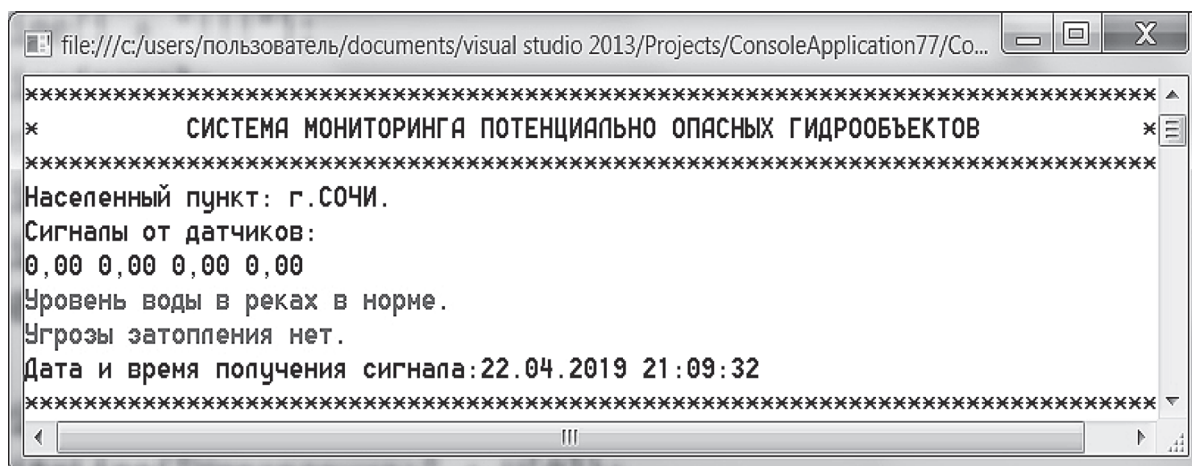 file:///c:/users/пользователь/documents/visual studio 2013/Projects/ConsoleApplication77/Co...
******************************************************************************
* СИСТЕМА МОНИТОРИНГА ПОТЕНЦИАЛЬНО ОПАСНЫХ ГИДРООБЪЕКТОВ *
******************************************************************************
Населенный пункт: г.СОЧИ.
Сигналы от датчиков:
0,00 0,00 0,00 0,00
Уровень воды в реках в норме.
Угрозы затопления нет.
Дата и время получения сигнала:22.04.2019 21:09:32
******************************************************************************